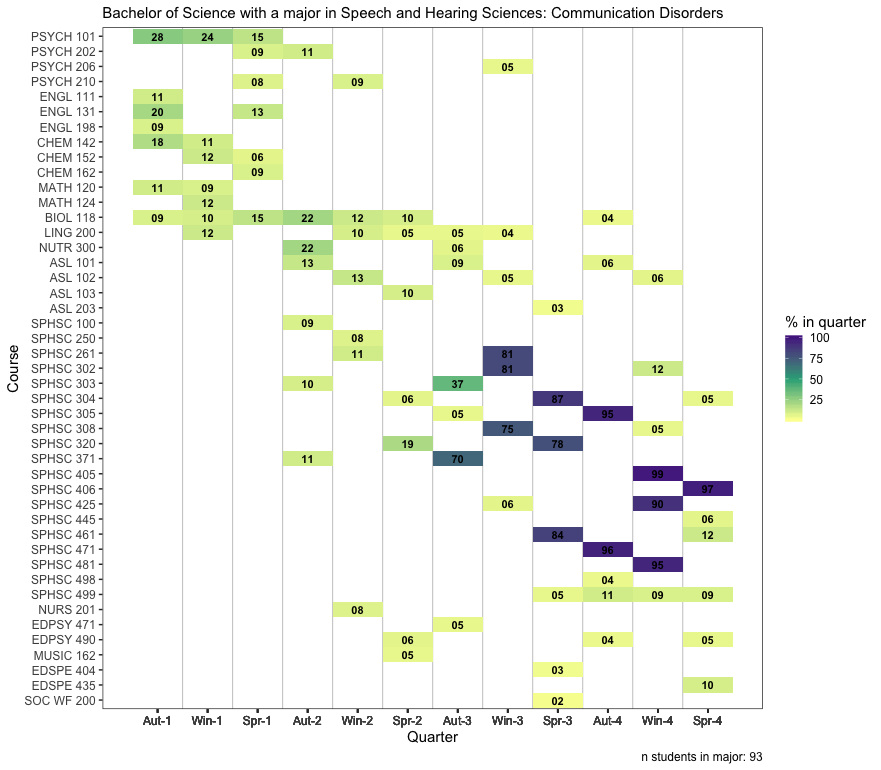 Bachelor of Science with a major in Speech and Hearing Sciences: Communication Disorders
PSYCH 101 28 24 15
PSYCH 202 09 11
PSYCH 206 05
PSYCH 210 08 09
ENGL 111 11
ENGL 131 20 13
ENGL 198 09
CHEM 142 18 11
CHEM 152 12 06
CHEM 162 09
MATH 120 11 09
MATH 124 12
BIOL 118 09 10 15 22 12 10 04
LING 200 12 10 05 05 04
NUTR 300 22 06
ASL 101 13 09 06
ASL 102 13 05 06
ASL 103 10
ASL 203 03
SPHSC 100 09
SPHSC 250 08
SPHSC 261 11 81
SPHSC 302 81 12
SPHSC 303 10 37
SPHSC 304 06 87 05
SPHSC 305 05 95
SPHSC 308 75 05
SPHSC 320 19 78
SPHSC 371 11 70
SPHSC 405 99
SPHSC 406 97
SPHSC 425 06 90
SPHSC 445 06
SPHSC 461 84 12
SPHSC 471 96
SPHSC 481 95
SPHSC 498 04
SPHSC 499 05 11 09 09
NURS 201 08
EDPSY 471 05
EDPSY 490 06 04 05
MUSIC 162 05
EDSPE 404 03
EDSPE 435 10
SOC WF 200 02
Aut-1 Win-1 Spr-1 Aut-2 Win-2 Spr-2 Aut-3 Win-3 Spr-3 Aut-4 Win-4 Spr-4
Quarter
Course
% in quarter
100
75
50
25
n students in major: 93